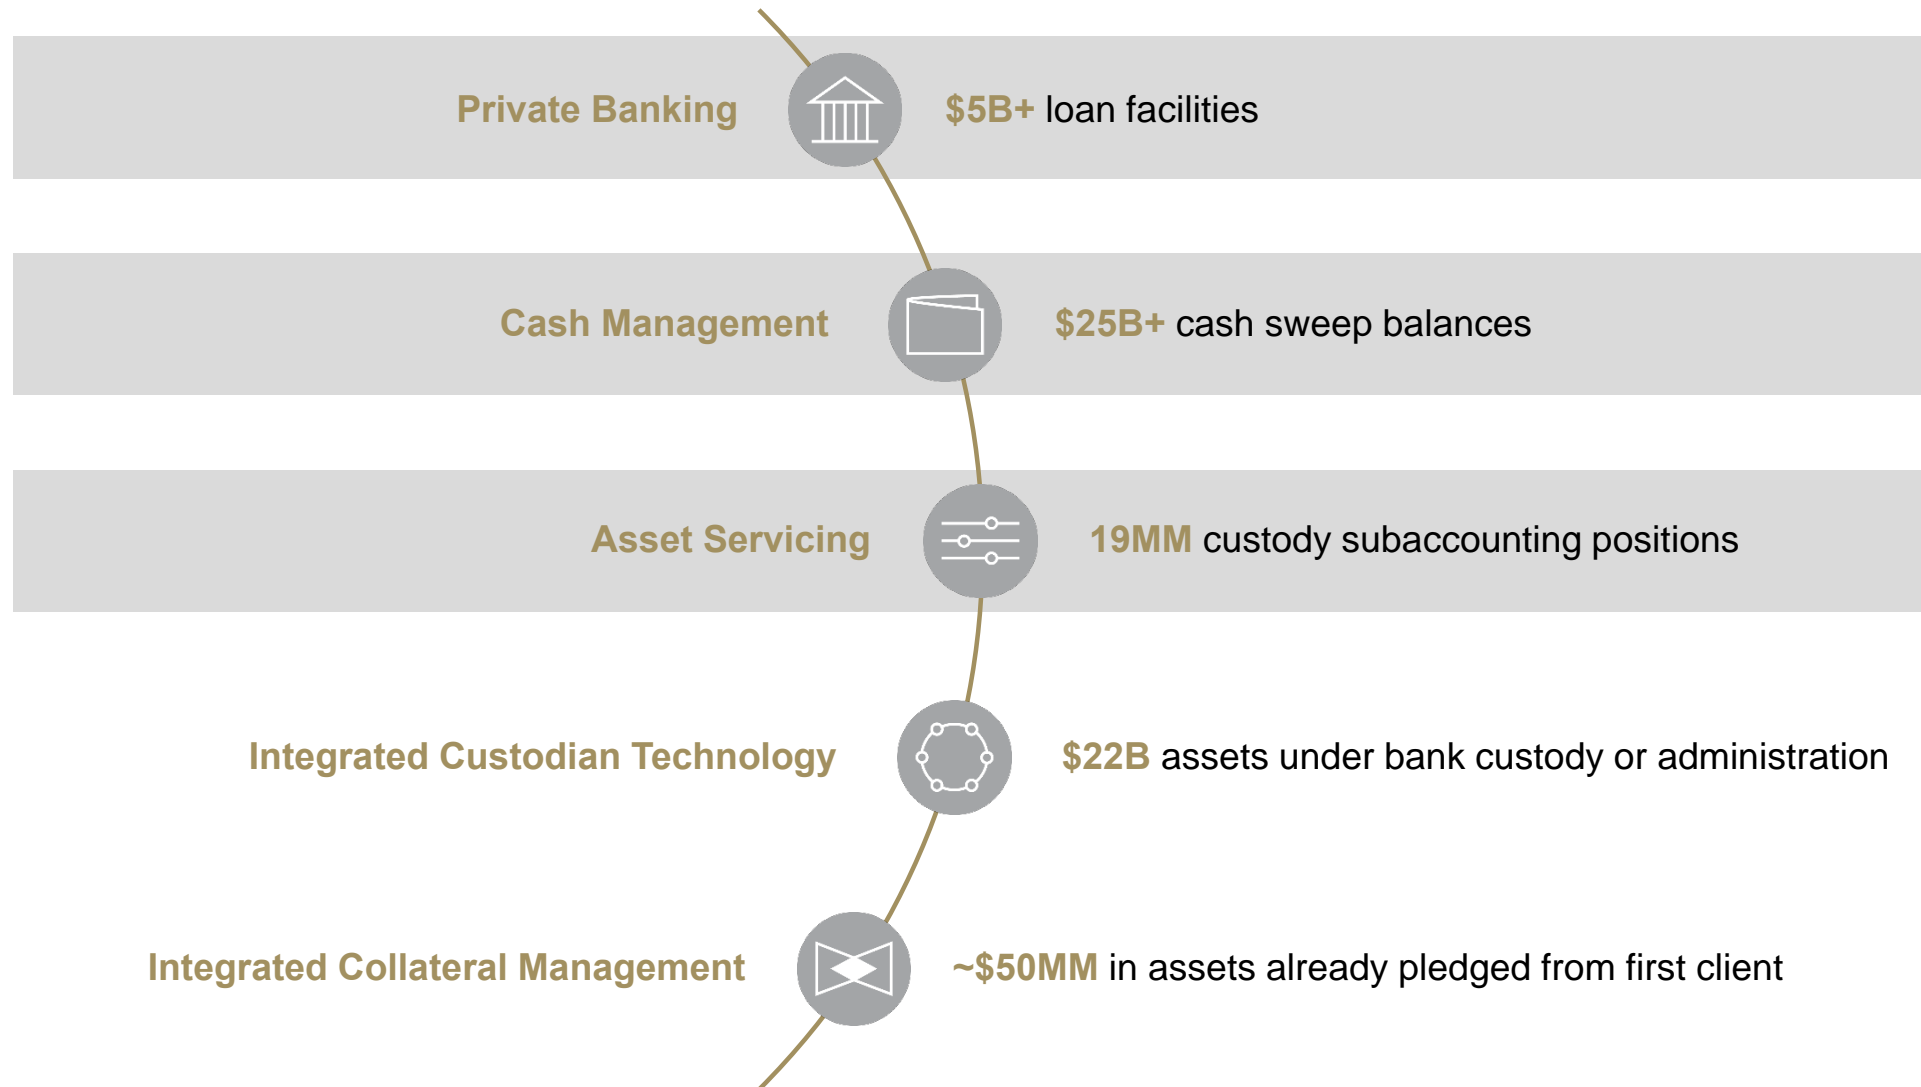 Private Banking $5B+ loan facilities
Cash Management $25B+ cash sweep balances
Asset Servicing 19MM custody subaccounting positions
Integrated Custodian Technology $22B assets under bank custody or administration
Integrated Collateral Management ~$50MM in assets already pledged from first client